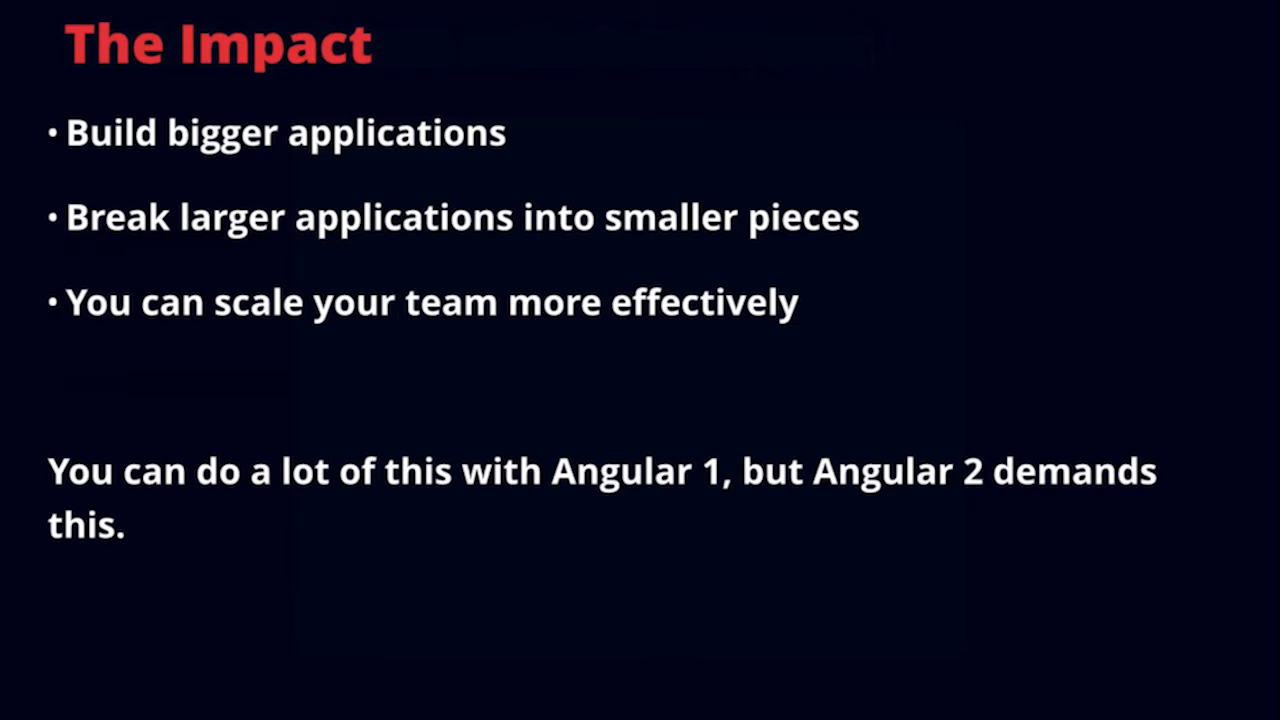 The Impact
• Build bigger applications
• Break larger applications into smaller pieces
• You can scale your team more effectively
You can do a lot of this with Angular 1, but Angular 2 demands
this.